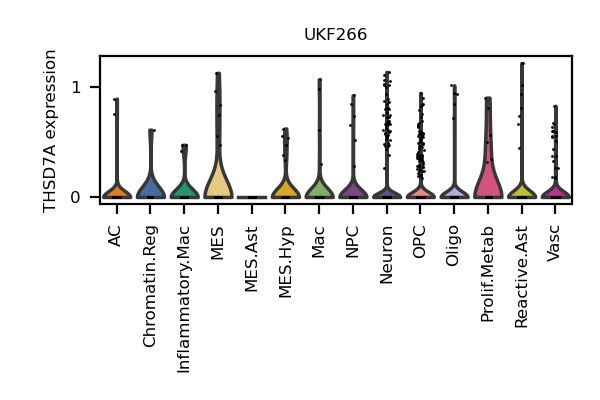 UKF266
THSD7A expression
1
0
AC
Chromatin.Reg
Inflammatory.Mac
MES
MES.Ast
MES.Hyp
Mac
NPC
Neuron
OPC
Oligo
Prolif.Metab
Reactive.Ast
Vasc